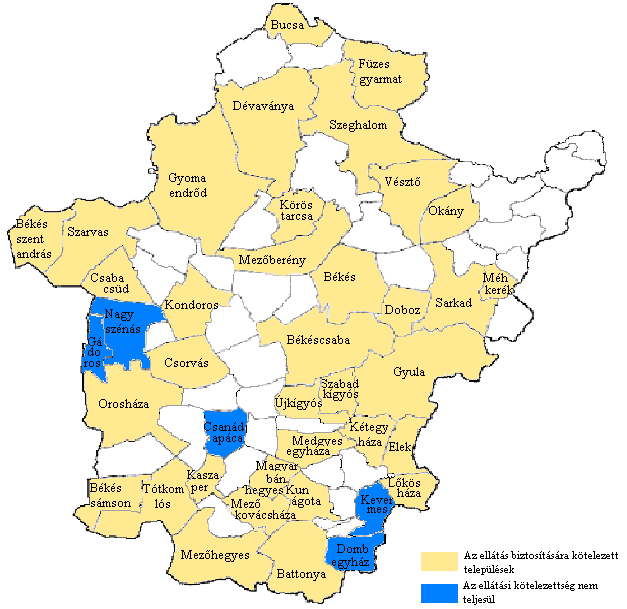 Bucsa
Füzes
gyarmat
Dévaványa
Szeghalom
Gyoma
endrőd
Vésztő
Körös
tarcsa
Okány
Békés
szent
andrás
Szarvas
Mezőberény
Csaba
csüd
Békés
Méh
kerék
Kondoros
Doboz
Sarkad
Nagy
szénás
Gá
do
ros
Békéscsaba
Csorvás
Gyula
Szabad
kígyós
Orosháza
Ujkígyós
Csanád
apáca
Kétegy
háza
Medgyes
egyháza
Elek
Magyar
bán
hegyes
Kasza
per
Lőkös
háza
Békés
sámson
Tótkom
lós
Kun
ágota
Kever
mes
Mező
kovácsháza
Mezőhegyes
Domb
egyház
Battonya
Az ellátás biztosítására kötelezett
települések
Az ellátási kötelezettség nem
teljesül